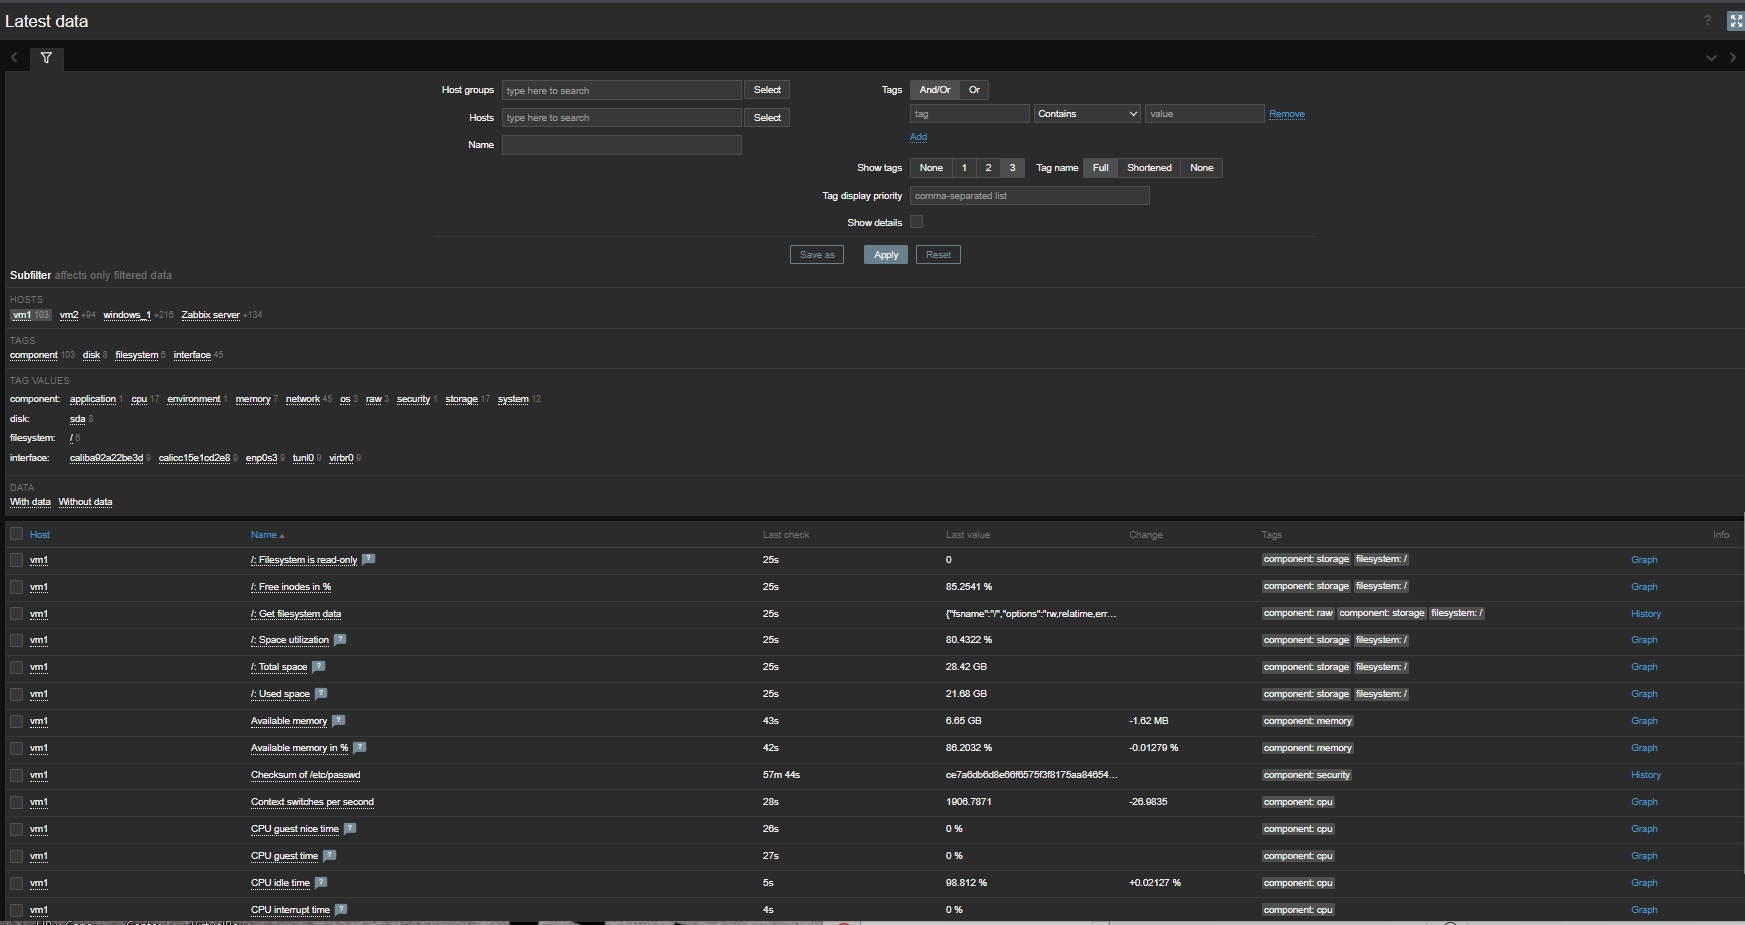 Latest data ?
Host groups type here to search Select Tags And/Or Or
Hosts type here to search Select tag Contains value Remove
Add
Name
Show tags None 1 2 3 Tag name Full Shortened None
Tag display priority comma-separated list
Show details
Save as Apply Reset
Subfilter affects only filtered data
HOSTS
vm1 103 vm2 +94 windows_1 +216 Zabbix server +134
TAGS
component 103 disk 8 filesystem 6 interface 45
TAG VALUES
component: application 1 cpu 17 environment 1 memory 7 network 45 os 3 raw 3 security 1 storage 17 system 12
disk: sda 8
filesystem: / 6
interface: caliba92a22be3d 9 calicc15e1cd2e8 9 enp0s3 9 tunl0 9 virbr0 9
DATA
With data Without data
Host Name Last check Last value Change Tags Info
vm1 /: Filesystem is read-only ? 25s 0 component: storage filesystem: / Graph
vm1 /: Free inodes in % 25s 85.2541 % component: storage filesystem: / Graph
vm1 /: Get filesystem data 25s {"fsname":"/","options":"rw,relatime,err... component: raw component: storage filesystem: / History
vm1 /: Space utilization ? 25s 80.4322 % component: storage filesystem: / Graph
vm1 /: Total space ? 25s 28.42 GB component: storage filesystem: / Graph
vm1 /: Used space ? 25s 21.68 GB component: storage filesystem: / Graph
vm1 Available memory ? 43s 6.65 GB -1.62 MB component: memory Graph
vm1 Available memory in % ? 42s 86.2032 % -0.01279 % component: memory Graph
vm1 Checksum of /etc/passwd 57m 44s ce7a6db6d8e66f6575f3f8175aa84654... component: security History
vm1 Context switches per second 28s 1906.7871 -26.9835 component: cpu Graph
vm1 CPU guest nice time ? 26s 0 % component: cpu Graph
vm1 CPU guest time ? 27s 0 % component: cpu Graph
vm1 CPU idle time ? 5s 98.812 % +0.02127 % component: cpu Graph
vm1 CPU interrupt time ? 4s 0 % component: cpu Graph